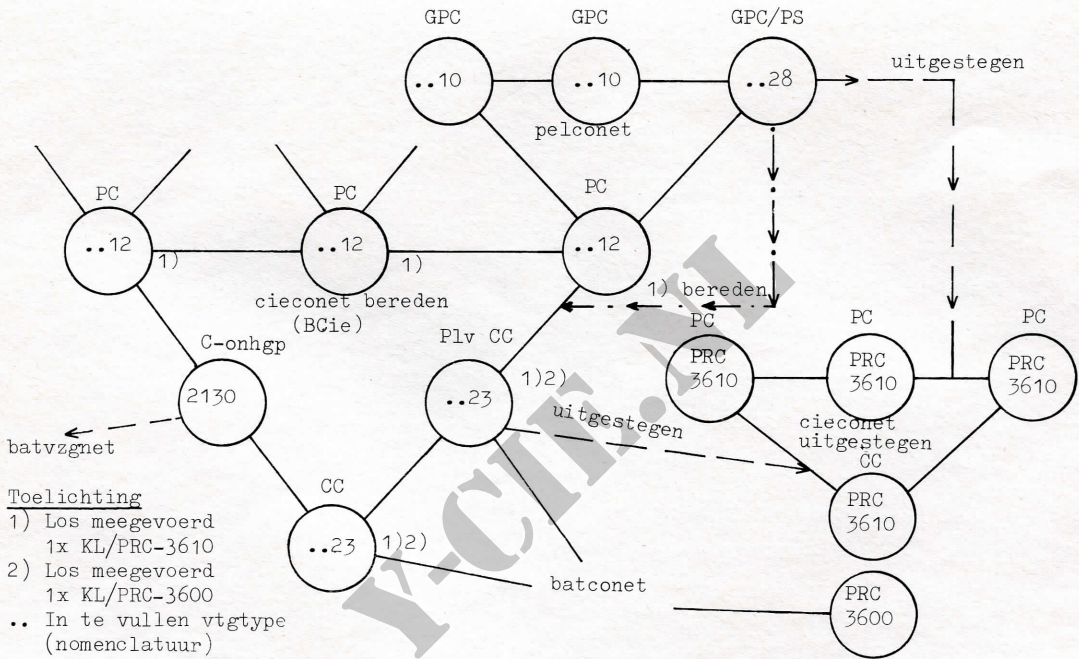 GPC GPC GPC/PS
..10 ..10 ..28
uitgestegen
pelconet
PC PC PC
..12 ..12 ..12
1) 1)
cieconet bereden
(BCie)
1) bereden
C-onhgp Plv CC
2130 ..23
1)2)
uitgestegen
batvzgnet
PC PC PC
PRC
3610
PRC
3610
PRC
3610
cieconet
uitgestegen
CC
PRC
3610
CC
..23
1)2)
batconet
PRC
3600
Toelichting
1) Los meegevoerd
1x KL/PRC-3610
2) Los meegevoerd
1x KL/PRC-3600
.. In te vullen vtgtype
(nomenclatuur)
Y-CIE.NL